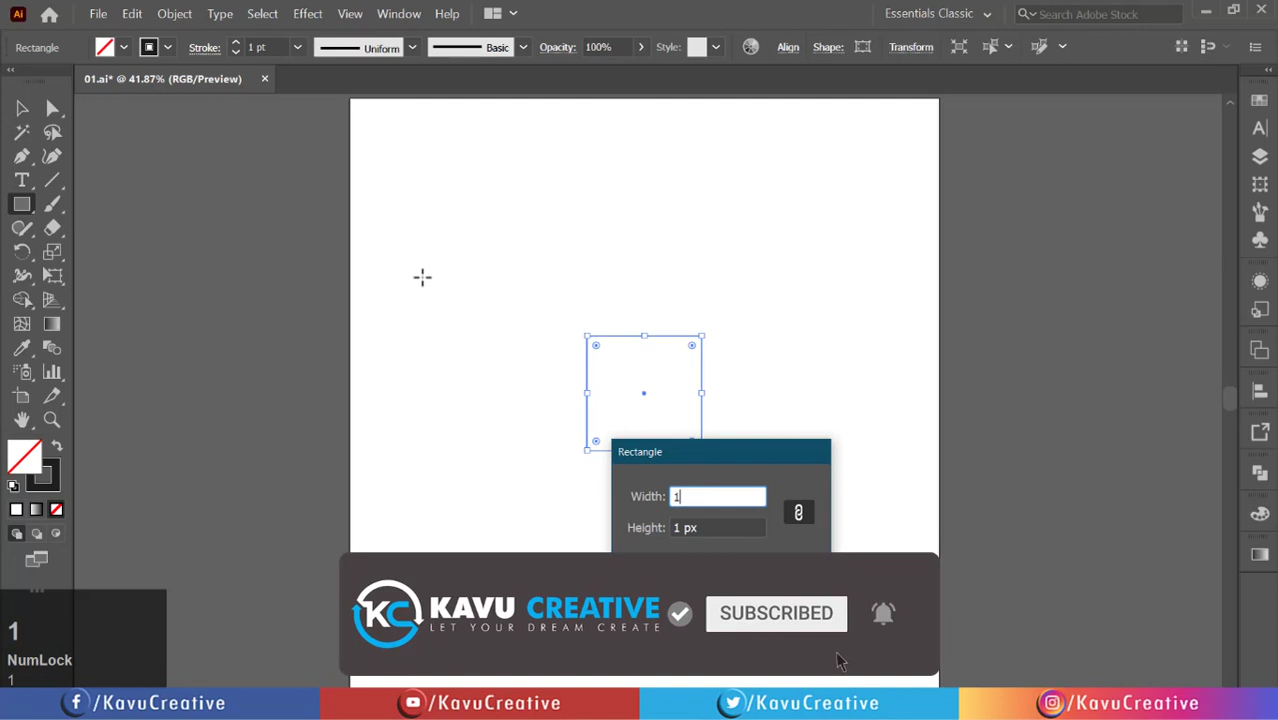 Ai File Edit Object Type Select Effect View Window Help Essentials Classic Search Adobe Stock
Rectangle Stroke: 1 pt Uniform Basic Opacity: 100% Style: Align Shape: Transform
01.ai* @ 41.87% (RGB/Preview)
Rectangle
Width: 1
Height: 1 px
KC KAVU CREATIVE SUBSCRIBED
LET YOUR DREAM CREATE
1
NumLock
1
/KavuCreative /KavuCreative /KavuCreative /KavuCreative